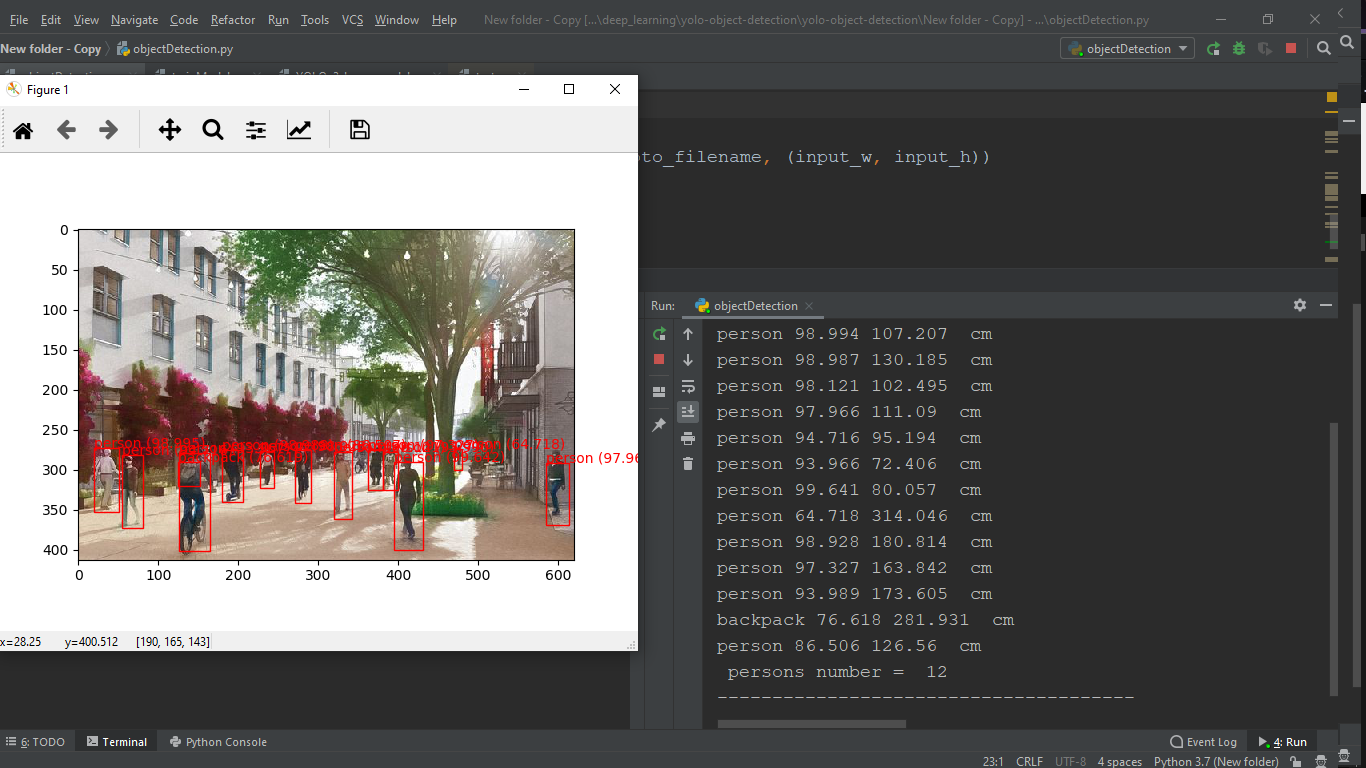 File Edit View Navigate Code Refactor Run Tools VCS Window Help New folder - Copy [...\deep_learning\yolo-object-detection\yolo-object-detection\New folder - Copy] - ...\objectDetection.py
New folder - Copy objectDetection.py objectDetection
Figure 1
oto_filename, (input_w, input_h))
0
50
100
150
200
250
300
350
400
0 100 200 300 400 500 600
person (98.995)
(64.718)
person (97.96
x=28.25 y=400.512 [190, 165, 143]
Run: objectDetection
person 98.994 107.207 cm
person 98.987 130.185 cm
person 98.121 102.495 cm
person 97.966 111.09 cm
person 94.716 95.194 cm
person 93.966 72.406 cm
person 99.641 80.057 cm
person 64.718 314.046 cm
person 98.928 180.814 cm
person 97.327 163.842 cm
person 93.989 173.605 cm
backpack 76.618 281.931 cm
person 86.506 126.56 cm
persons number = 12
--------------------------------------
6: TODO Terminal Python Console Event Log 4: Run
23:1 CRLF UTF-8 4 spaces Python 3.7 (New folder)